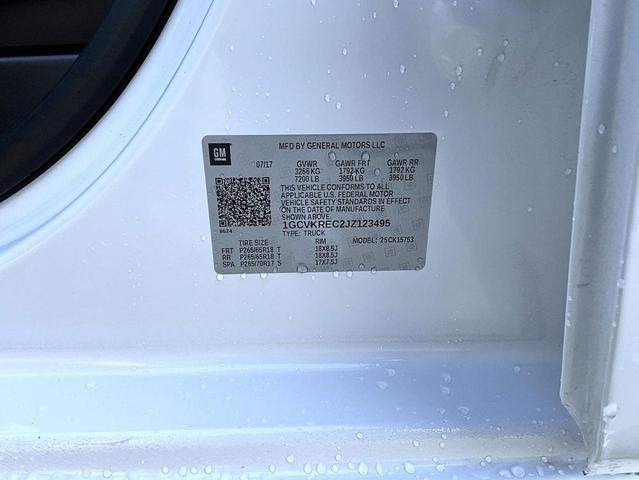 MFD BY GENERAL MOTORS LLC
GM
07/17 GVWR GAWR FRT GAWR RR
3266 KG 1792 KG 1792 KG
7200 LB 3950 LB 3950 LB
THIS VEHICLE CONFORMS TO ALL
APPLICABLE U.S. FEDERAL MOTOR
VEHICLE SAFETY STANDARDS IN EFFECT
ON THE DATE OF MANUFACTURE
SHOWN ABOVE.
1GCVKREC2JZ123495
8624 TYPE: TRUCK
TIRE SIZE RIM 25CK15753
FRT P265/65R18 T 18X8.5J
RR P265/65R18 T 18X8.5J
SPA P265/70R17 S 17X7.5J